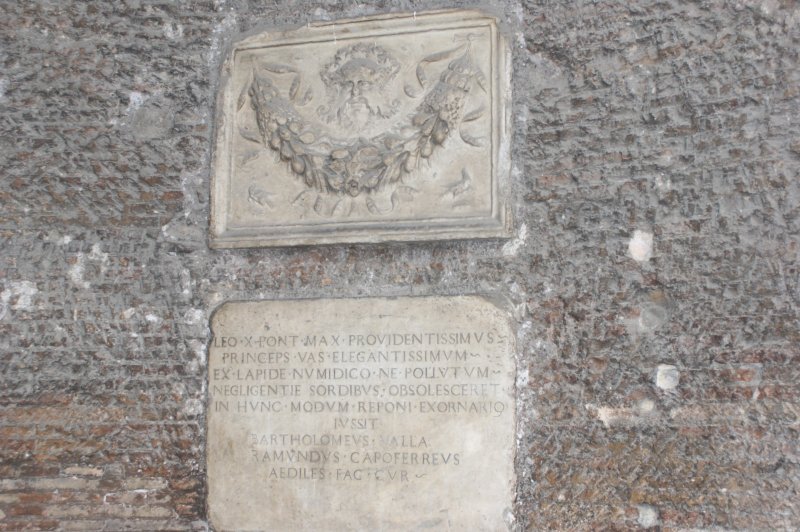 LEO·X·PONT·MAX·PROVIDENTISSIMVS
PRINCEPS·VAS·ELEGANTISSIMVM~
EX·LAPIDE·NVMIDICO·NE·POLLVTVM~
NEGLIGENTIE·SORDIBVS·OBSOLESCERET
IN·HVNC·MODVM·REPONI·EXORNARIQ
IVSSIT
BARTHOLOMEVS·VALLA
RAMVNDVS·CAPOFERREVS
AEDILES·FAC·CVR~